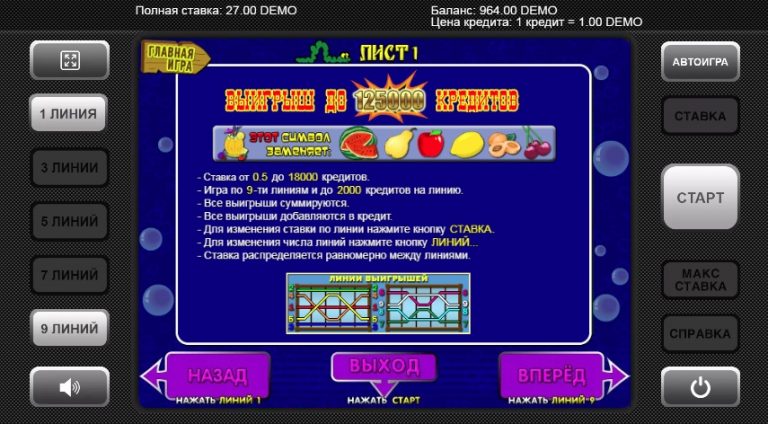 Полная ставка: 27.00 DEMO
Баланс: 964.00 DEMO
Цена кредита: 1 кредит = 1.00 DEMO
ГЛАВНАЯ
ИГРА
ЛИСТ 1
АВТОИГРА
ВЫИГРЫШ ДО 125000 КРЕДИТОВ
1 ЛИНИЯ
СТАВКА
ЭТОТ СИМВОЛ
ЗАМЕНЯЕТ:
3 ЛИНИИ
- Ставка от 0.5 до 18000 кредитов.
- Игра по 9-ти линиям и до 2000 кредитов на линию.
- Все выигрыши суммируются.
- Все выигрыши добавляются в кредит.
- Для изменения ставки по линии нажмите кнопку СТАВКА.
- Для изменения числа линий нажмите кнопку ЛИНИЙ...
- Ставка распределяется равномерно между линиями.
СТАРТ
5 ЛИНИЙ
7 ЛИНИЙ
ЛИНИИ ВЫИГРЫШЕЙ
МАКС
СТАВКА
9 ЛИНИЙ
СПРАВКА
НАЗАД
ВЫХОД
ВПЕРЁД
НАЖАТЬ ЛИНИЙ 1
НАЖАТЬ СТАРТ
НАЖАТЬ ЛИНИЙ 9